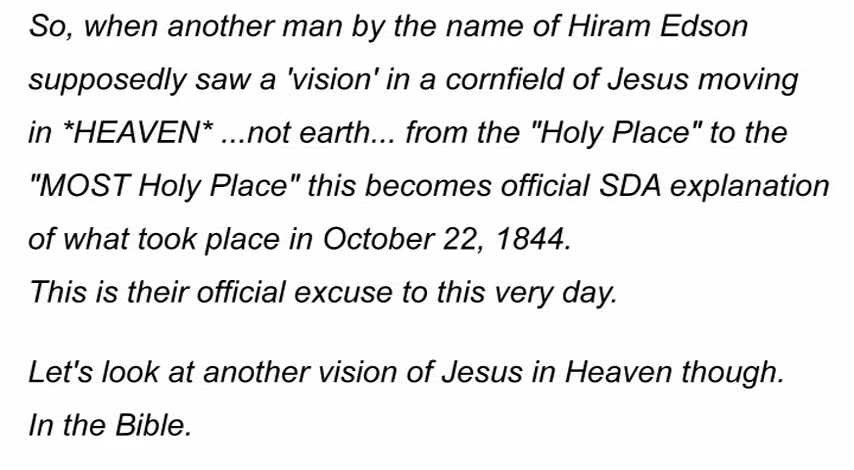 So, when another man by the name of Hiram Edson
supposedly saw a 'vision' in a cornfield of Jesus moving
in *HEAVEN* ...not earth... from the "Holy Place" to the
"MOST Holy Place" this becomes official SDA explanation
of what took place in October 22, 1844.
This is their official excuse to this very day.
Let's look at another vision of Jesus in Heaven though.
In the Bible.